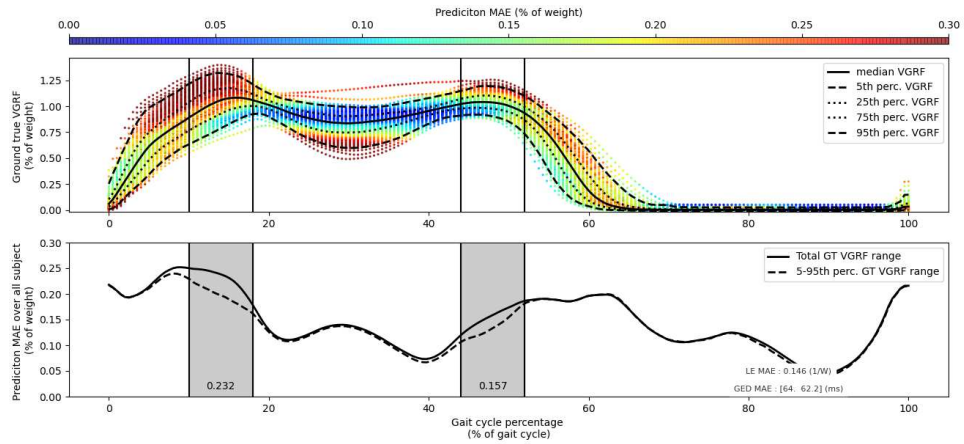 Prediciton MAE (% of weight)
0.00 0.05 0.10 0.15 0.20 0.25 0.30
Ground true VGRF
(% of weight)
1.25
1.00
0.75
0.50
0.25
0.00
median VGRF
5th perc. VGRF
25th perc. VGRF
75th perc. VGRF
95th perc. VGRF
0 20 40 60 80 100
Prediciton MAE over all subject
(% of weight)
0.30
0.25
0.20
0.15
0.10
0.05
0.00
Total GT VGRF range
5-95th perc. GT VGRF range
0.232
0.157
LE MAE : 0.146 (1/W)
GED MAE : [64. 62.2] (ms)
0 20 40 60 80 100
Gait cycle percentage
(% of gait cycle)